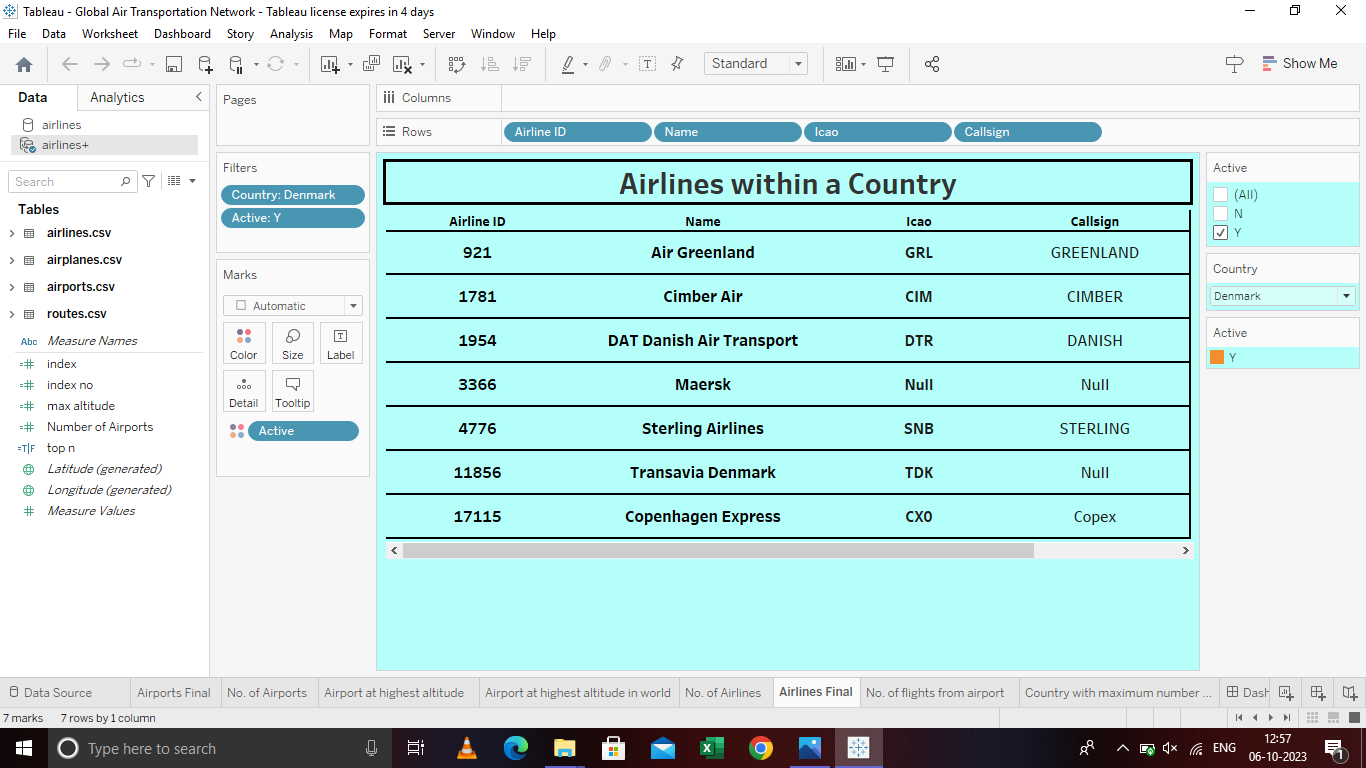 Tableau - Global Air Transportation Network - Tableau license expires in 4 days
File Data Worksheet Dashboard Story Analysis Map Format Server Window Help
Standard
Show Me
Data Analytics
airlines
airlines+
Search
Tables
airlines.csv
airplanes.csv
airports.csv
routes.csv
Abc Measure Names
index
index no
max altitude
Number of Airports
=T|F top n
Latitude (generated)
Longitude (generated)
Measure Values
Pages
Filters
Country: Denmark
Active: Y
Marks
Automatic
Color Size Label
Detail Tooltip
Active
Columns
Rows Airline ID Name Icao Callsign
Airlines within a Country
Airline ID Name Icao Callsign
921 Air Greenland GRL GREENLAND
1781 Cimber Air CIM CIMBER
1954 DAT Danish Air Transport DTR DANISH
3366 Maersk Null Null
4776 Sterling Airlines SNB STERLING
11856 Transavia Denmark TDK Null
17115 Copenhagen Express CX0 Copex
Active
(All)
N
Y
Country
Denmark
Active
Y
Data Source Airports Final No. of Airports Airport at highest altitude Airport at highest altitude in world No. of Airlines Airlines Final No. of flights from airport Country with maximum number ... Dash
7 marks 7 rows by 1 column
Type here to search
ENG
12:57
06-10-2023
1